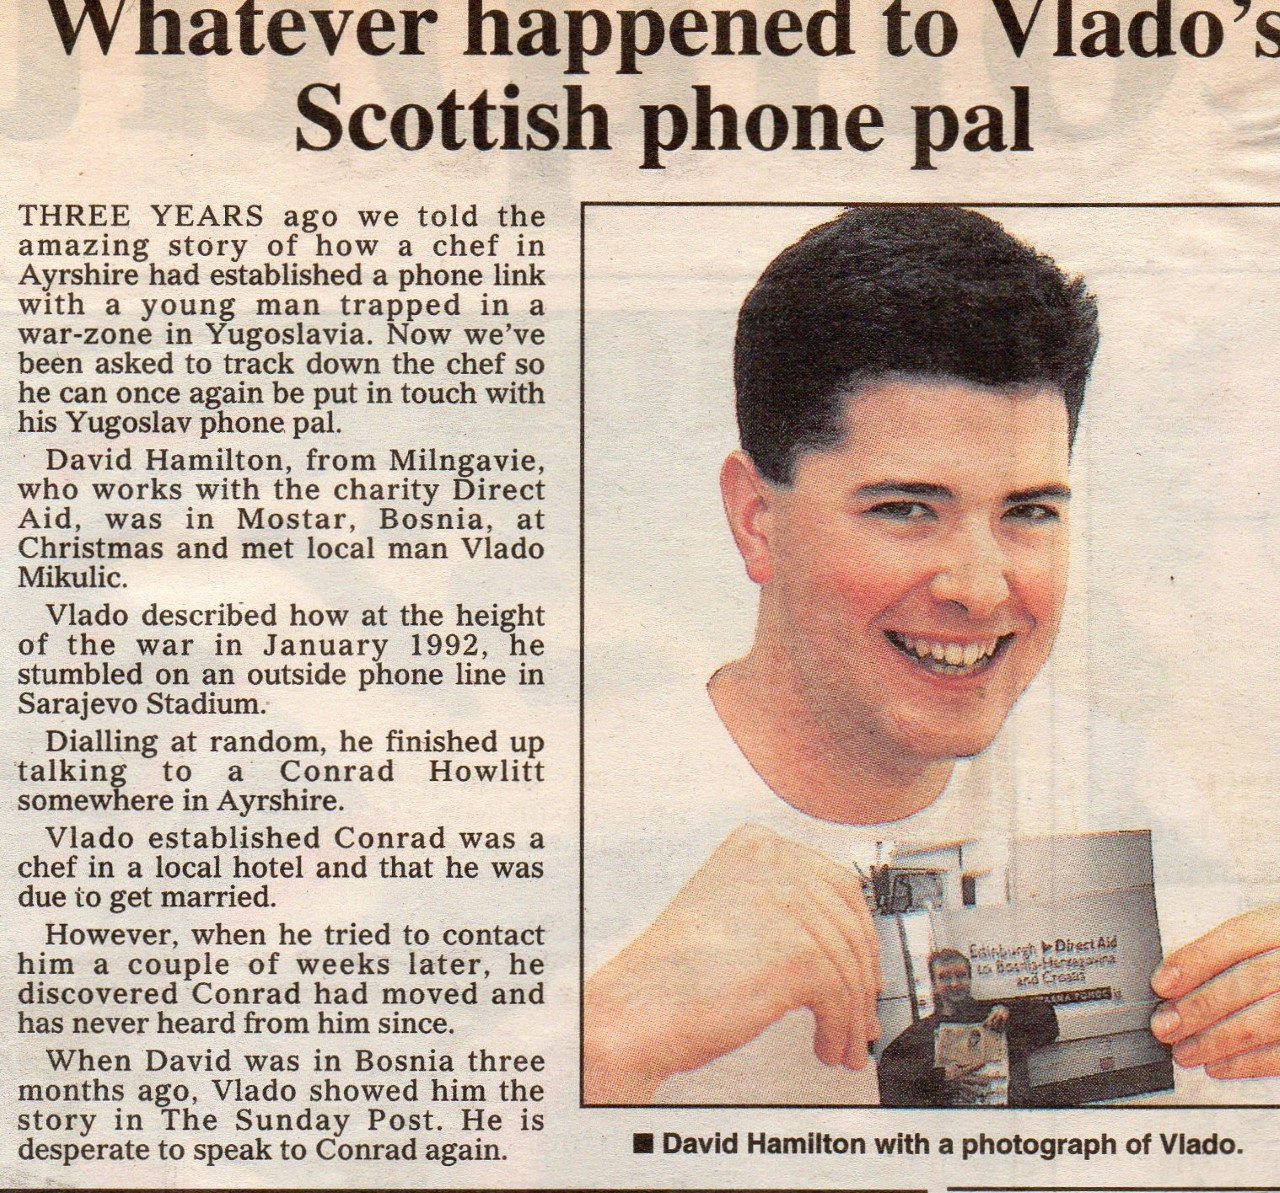 Whatever happened to Vlado's
Scottish phone pal
THREE YEARS ago we told the
amazing story of how a chef in
Ayrshire had established a phone link
with a young man trapped in a
war-zone in Yugoslavia. Now we've
been asked to track down the chef so
he can once again be put in touch with
his Yugoslav phone pal.
David Hamilton, from Milngavie,
who works with the charity Direct
Aid, was in Mostar, Bosnia, at
Christmas and met local man Vlado
Mikulic.
Vlado described how at the height
of the war in January 1992, he
stumbled on an outside phone line in
Sarajevo Stadium.
Dialling at random, he finished up
talking to a Conrad Howlitt
somewhere in Ayrshire.
Vlado established Conrad was a
chef in a local hotel and that he was
due to get married.
However, when he tried to contact
him a couple of weeks later, he
discovered Conrad had moved and
has never heard from him since.
When David was in Bosnia three
months ago, Vlado showed him the
story in The Sunday Post. He is
desperate to speak to Conrad again.
Edinburgh ▶ Direct Aid
to Bosnia-Hercegovina
and Croatia
■ David Hamilton with a photograph of Vlado.